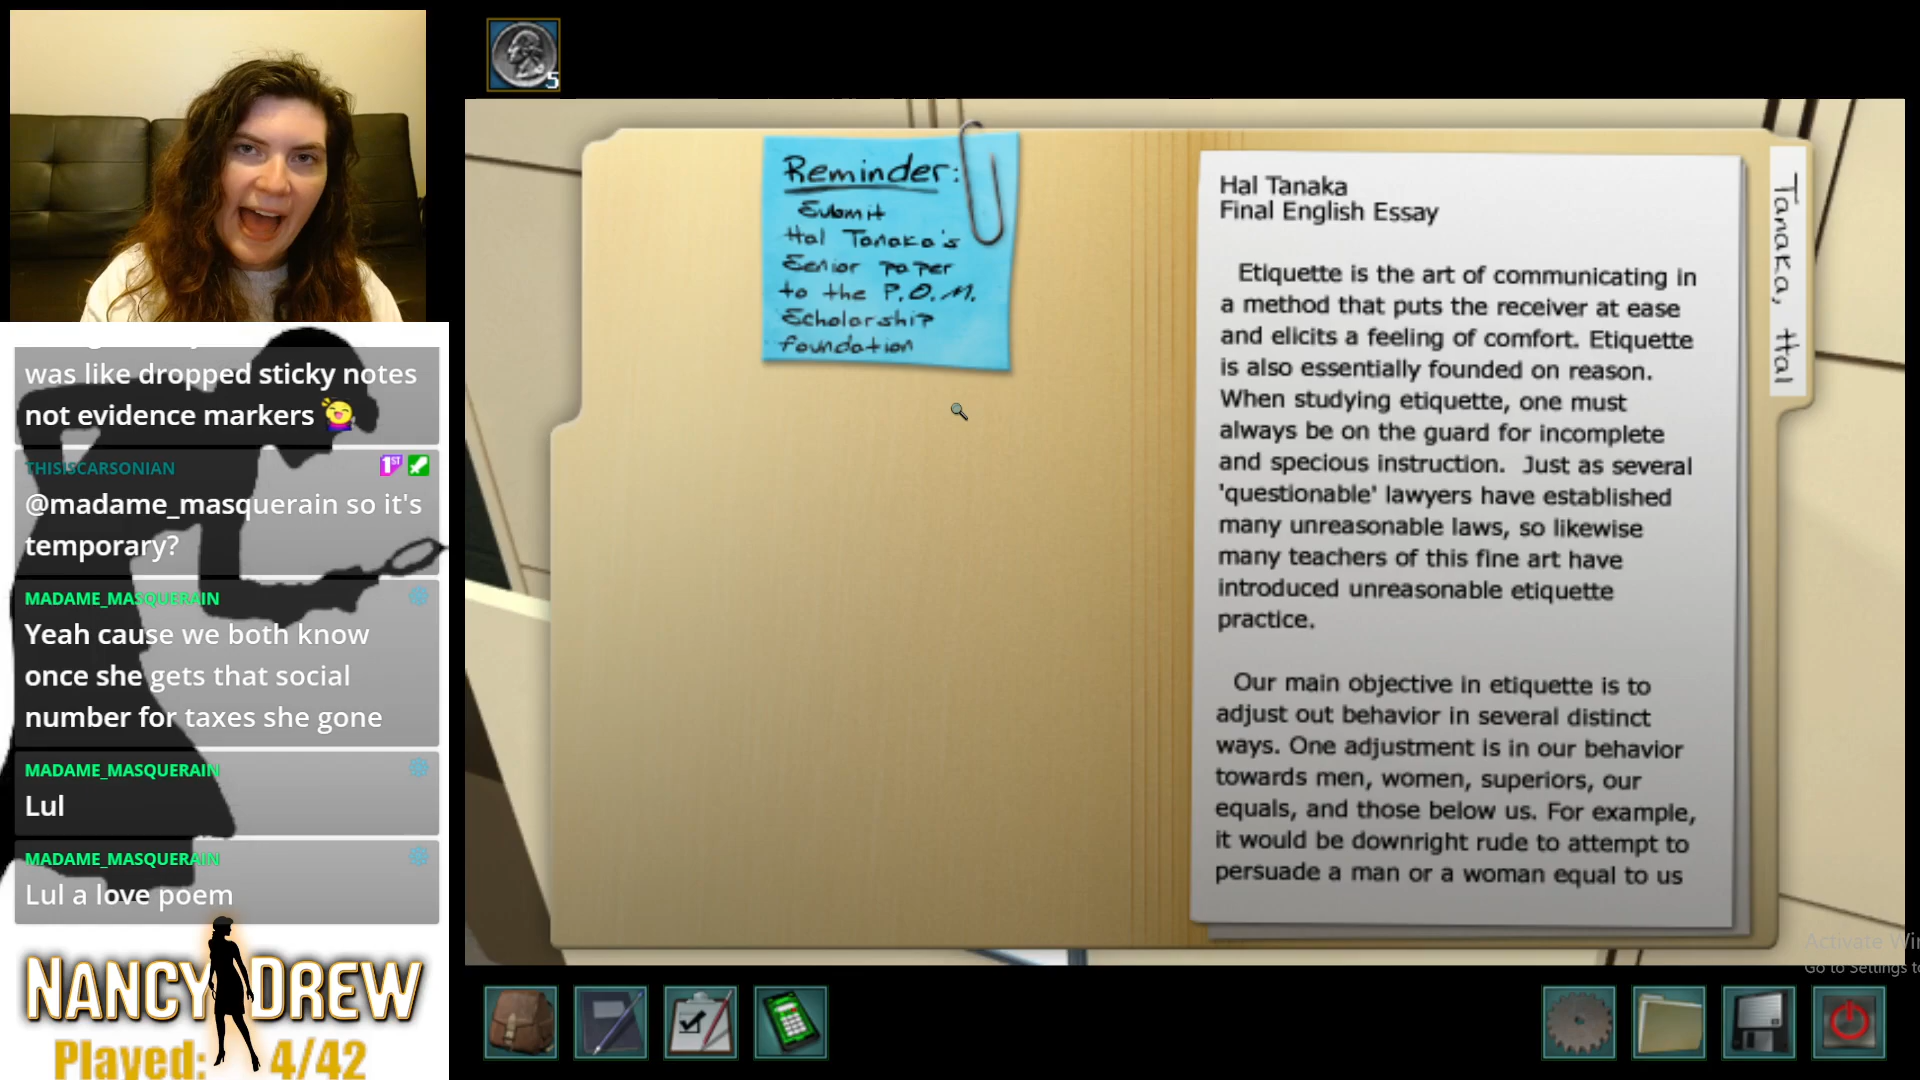 5
was like dropped sticky notes
not evidence markers
THISISCARSONIAN
1ST
@madame_masquerain so it's
temporary?
MADAME_MASQUERAIN
Yeah cause we both know
once she gets that social
number for taxes she gone
MADAME_MASQUERAIN
Lul
MADAME_MASQUERAIN
Lul a love poem
NANCY DREW
Played: 4/42
Reminder:
Submit
Hal Tanaka's
Senior paper
to the P.O.M.
Scholarship
foundation
Hal Tanaka
Final English Essay
Etiquette is the art of communicating in
a method that puts the receiver at ease
and elicits a feeling of comfort. Etiquette
is also essentially founded on reason.
When studying etiquette, one must
always be on the guard for incomplete
and specious instruction. Just as several
'questionable' lawyers have established
many unreasonable laws, so likewise
many teachers of this fine art have
introduced unreasonable etiquette
practice.
Our main objective in etiquette is to
adjust out behavior in several distinct
ways. One adjustment is in our behavior
towards men, women, superiors, our
equals, and those below us. For example,
it would be downright rude to attempt to
persuade a man or a woman equal to us
Tanaka, Hal
Activate Win
Go to Settings to